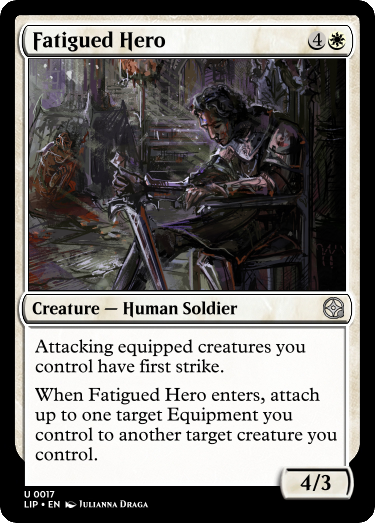 Fatigued Hero 4
Creature — Human Soldier
Attacking equipped creatures you
control have first strike.
When Fatigued Hero enters, attach
up to one target Equipment you
control to another target creature you
control.
4/3
U 0017
LIP • EN Julianna Draga